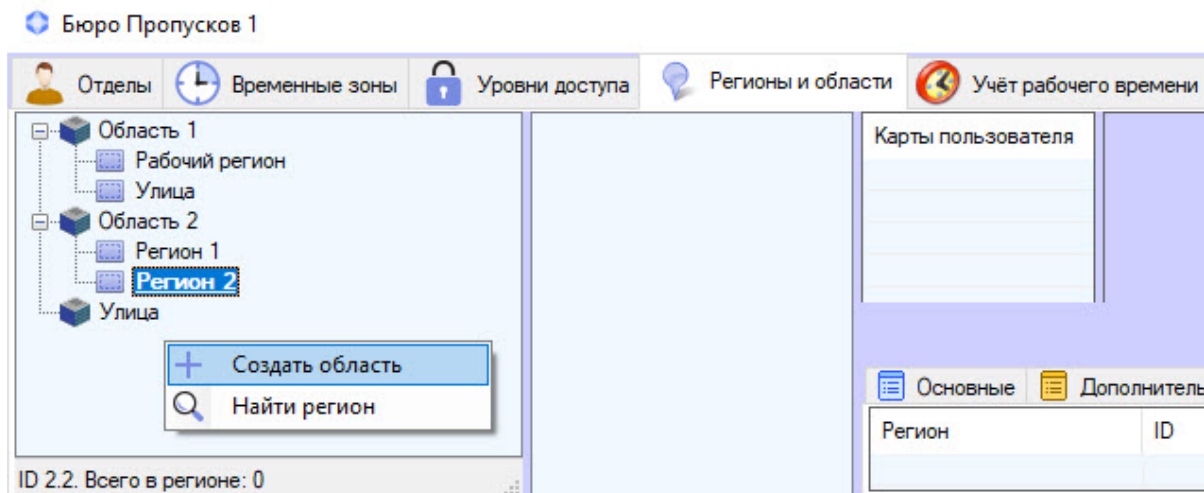 Бюро Пропусков 1
Отделы Временные зоны Уровни доступа Регионы и области Учёт рабочего времени
Область 1
Рабочий регион
Улица
Область 2
Регион 1
Регион 2
Улица
Создать область
Найти регион
ID 2.2. Всего в регионе: 0
Карты пользователя
Основные Дополнитель
Регион ID